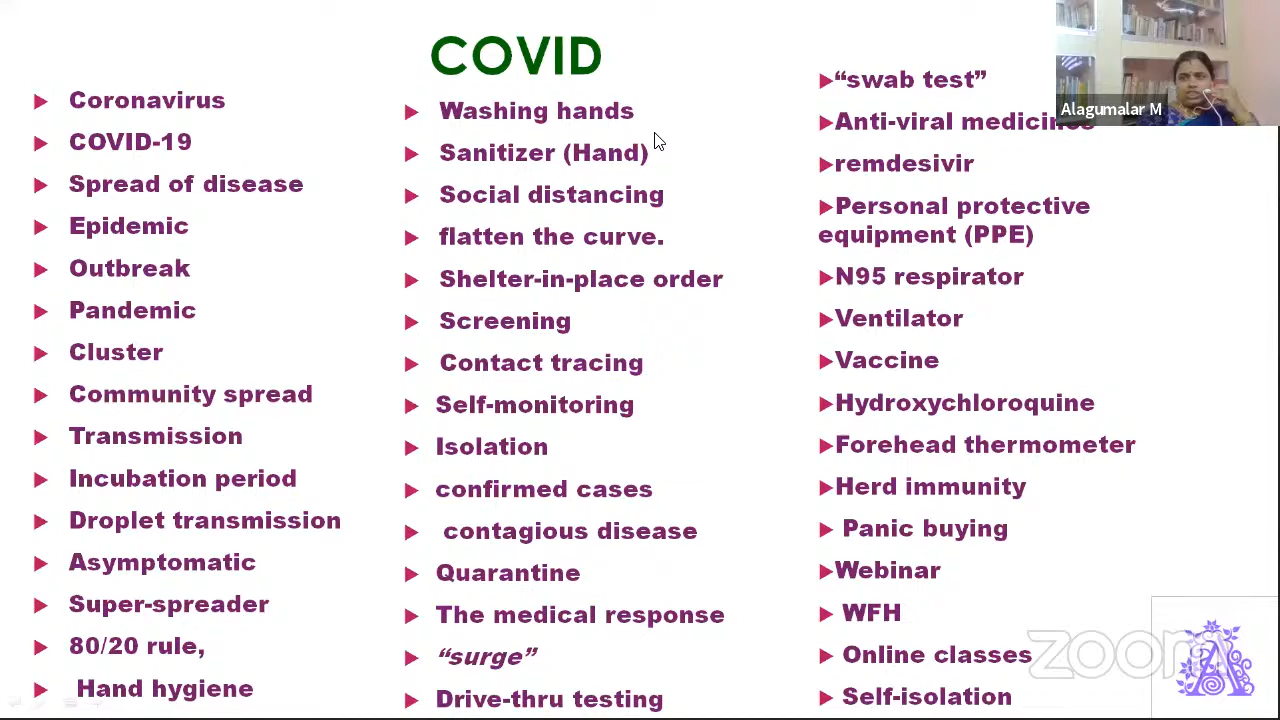 COVID
Coronavirus
COVID-19
Spread of disease
Epidemic
Outbreak
Pandemic
Cluster
Community spread
Transmission
Incubation period
Droplet transmission
Asymptomatic
Super-spreader
80/20 rule,
Hand hygiene
Washing hands
Sanitizer (Hand)
Social distancing
flatten the curve.
Shelter-in-place order
Screening
Contact tracing
Self-monitoring
Isolation
confirmed cases
contagious disease
Quarantine
The medical response
“surge”
Drive-thru testing
“swab test”
Anti-viral medicines
remdesivir
Personal protective
equipment (PPE)
N95 respirator
Ventilator
Vaccine
Hydroxychloroquine
Forehead thermometer
Herd immunity
Panic buying
Webinar
WFH
Online classes
Self-isolation
Alagumalar M
zoom
A